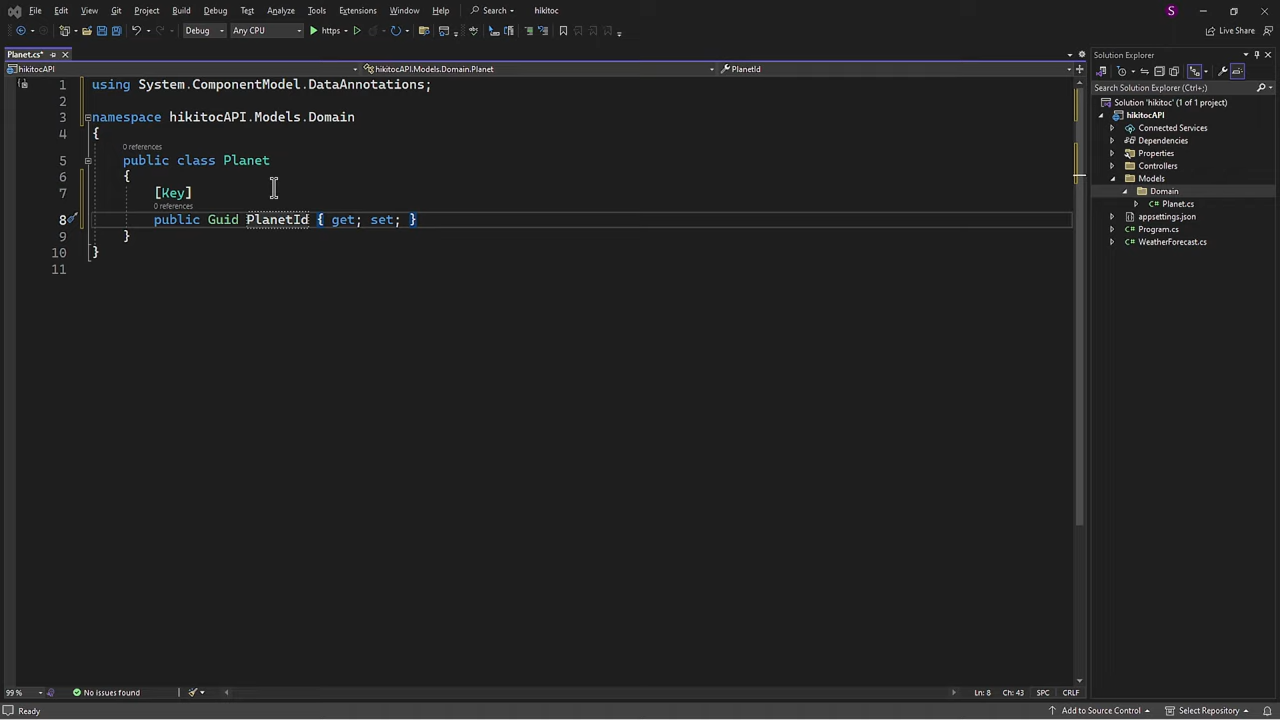 File Edit View Git Project Build Debug Test Analyze Tools Extensions Window Help Search hikitoc S
Debug Any CPU https Live Share
Planet.cs* Solution Explorer
hikitocAPI hikitocAPI.Models.Domain.Planet PlanetId
Search Solution Explorer (Ctrl+;)
Solution 'hikitoc' (1 of 1 project)
hikitocAPI
Connected Services
Dependencies
Properties
Controllers
Models
Domain
C# Planet.cs
appsettings.json
C# Program.cs
C# WeatherForecast.cs
1 using System.ComponentModel.DataAnnotations;
2
3 namespace hikitocAPI.Models.Domain
4 {
0 references
5 public class Planet
6 {
7 [Key]
0 references
8 public Guid PlanetId { get; set; }
9 }
10 }
11
99 % No issues found Ln: 8 Ch: 43 SPC CRLF
Ready Add to Source Control Select Repository